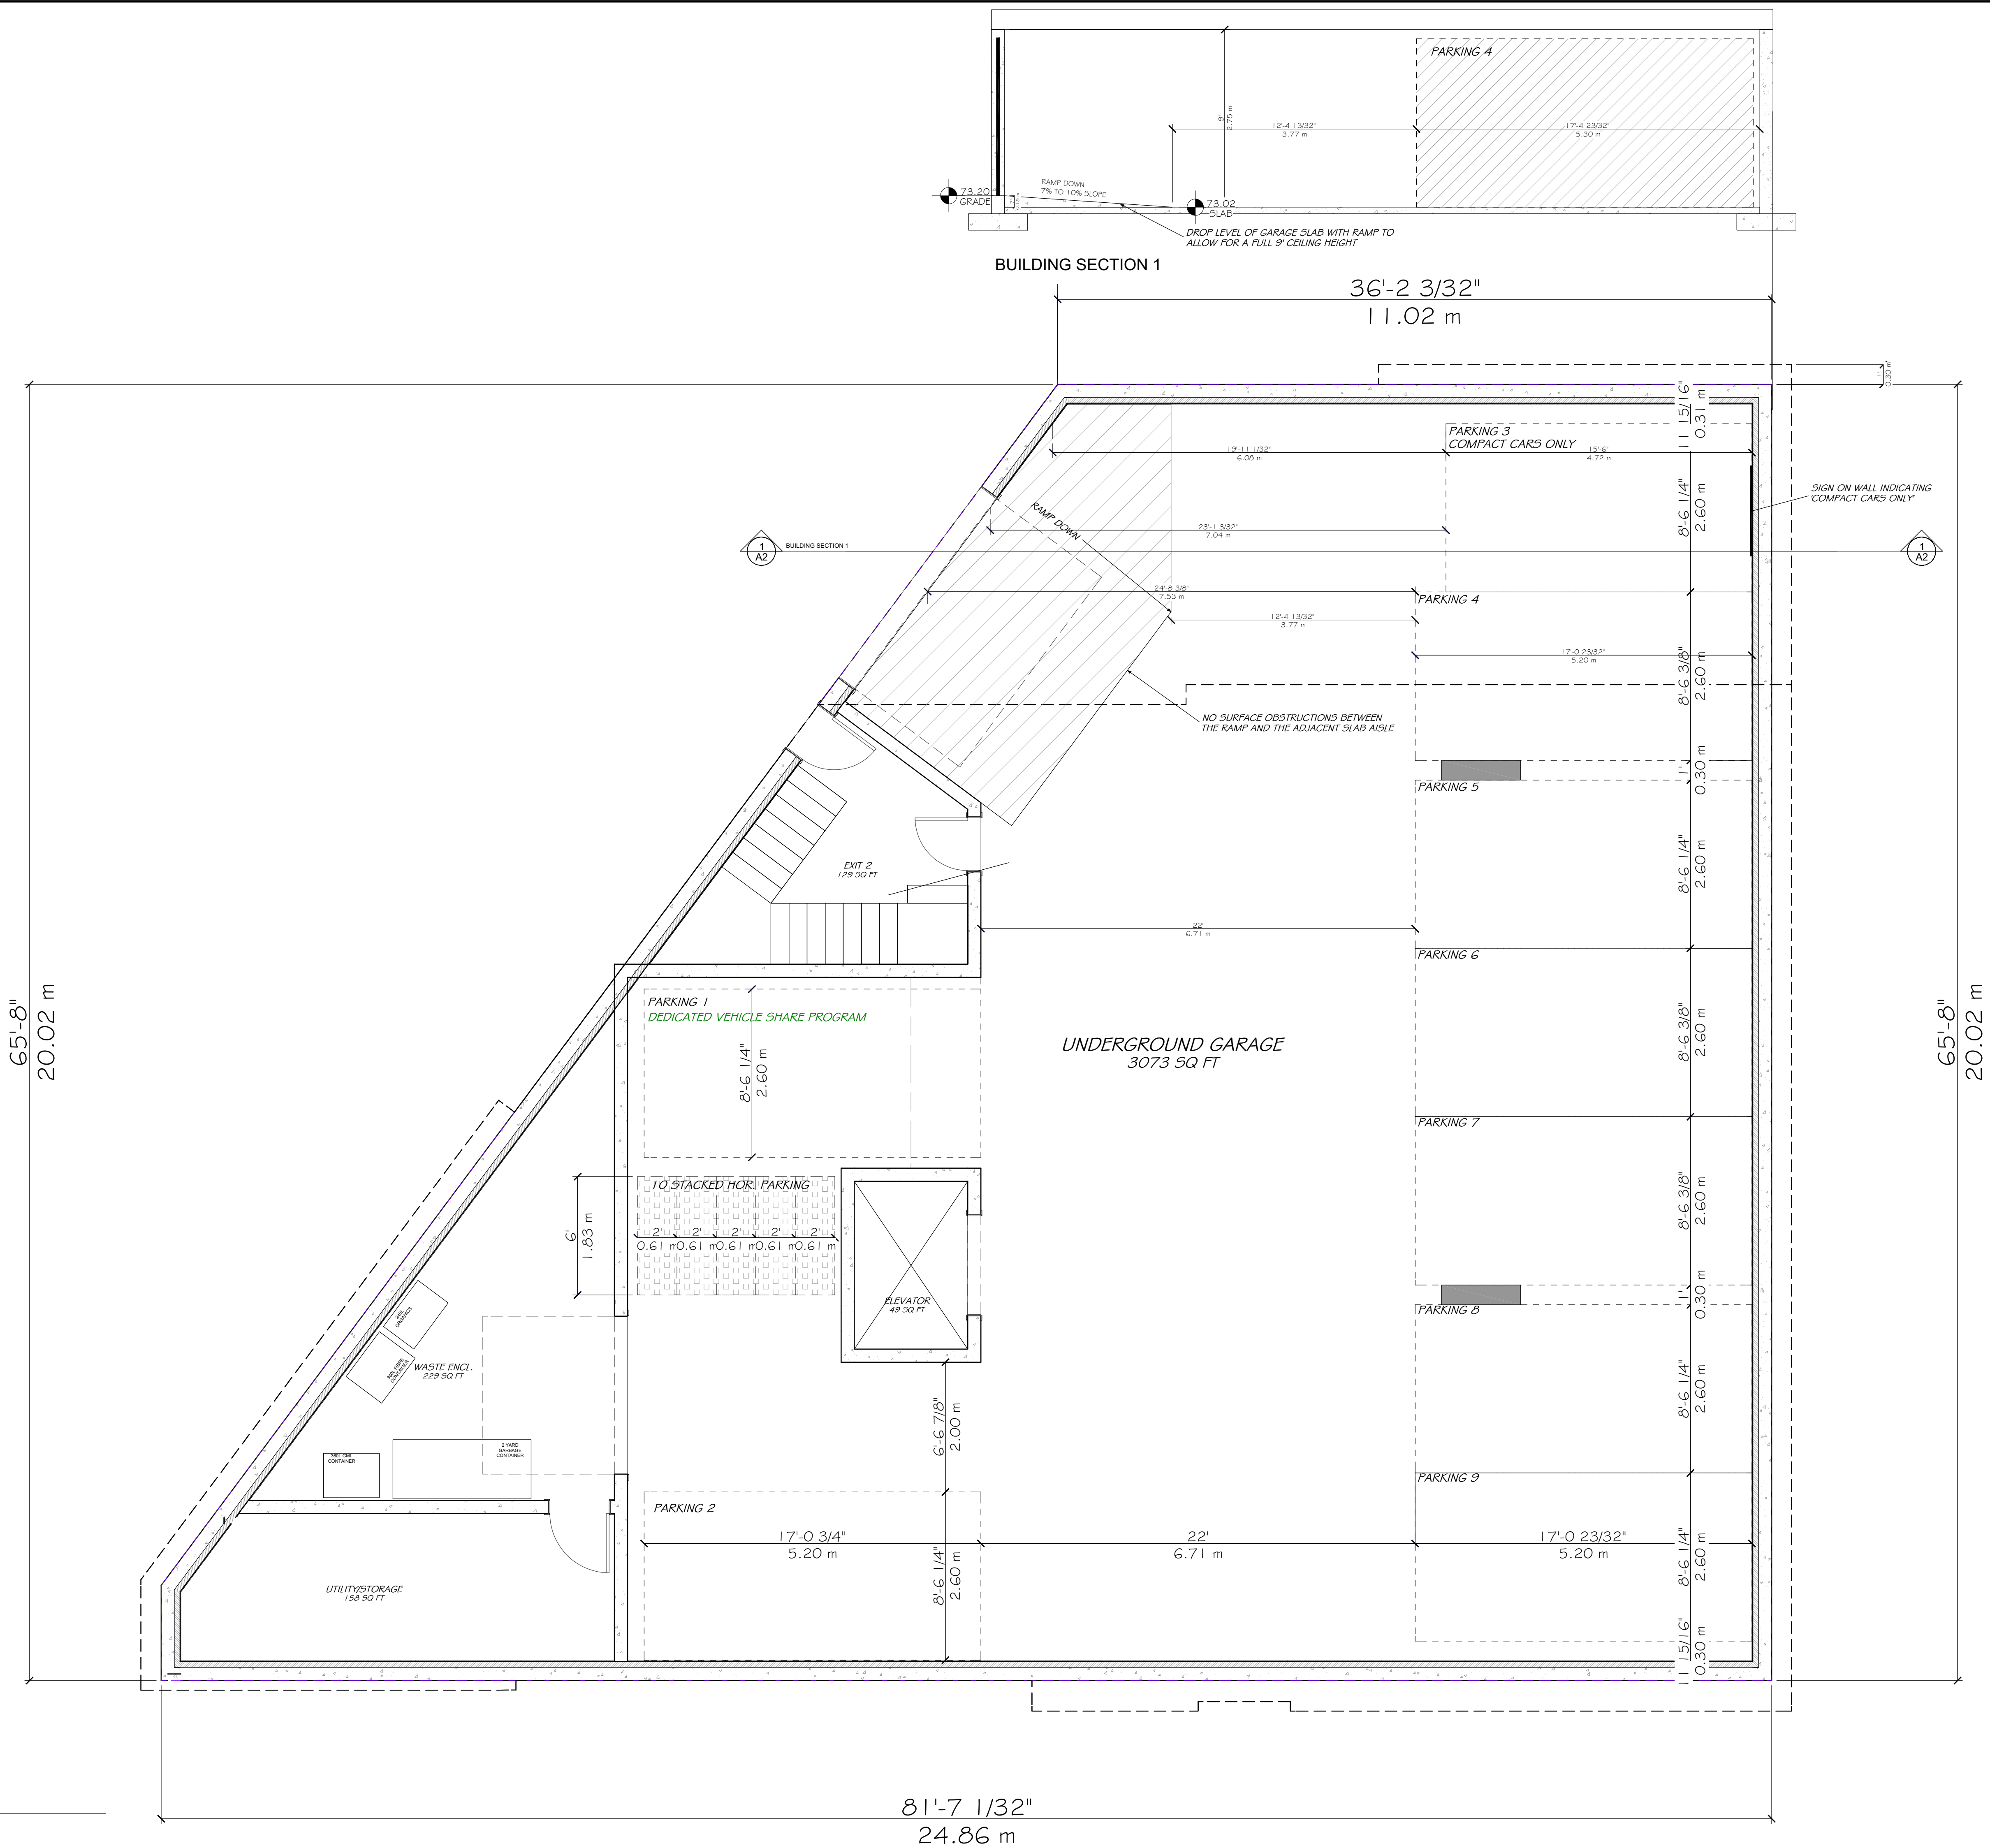 PARKING 4
9'
2.75 m
12'-4 13/32"
3.77 m
17'-4 23/32"
5.30 m
73.20
GRADE
RAMP DOWN
7% TO 10% SLOPE
73.02
SLAB
DROP LEVEL OF GARAGE SLAB WITH RAMP TO
ALLOW FOR A FULL 9' CEILING HEIGHT
BUILDING SECTION 1
36'-2 3/32"
11.02 m
1'
0.30 m
11 15/16"
0.31 m
PARKING 3
COMPACT CARS ONLY
19'-11 1/32"
6.08 m
15'-6"
4.72 m
SIGN ON WALL INDICATING
'COMPACT CARS ONLY'
8'-6 1/4"
2.60 m
RAMP DOWN
23'-1 3/32"
7.04 m
1
A2
BUILDING SECTION 1
1
A2
24'-8 3/8"
7.53 m
PARKING 4
12'-4 13/32"
3.77 m
17'-0 23/32"
5.20 m
8'-6 3/8"
2.60 m
NO SURFACE OBSTRUCTIONS BETWEEN
THE RAMP AND THE ADJACENT SLAB AISLE
1'
0.30 m
PARKING 5
8'-6 1/4"
2.60 m
EXIT 2
129 SQ FT
22'
6.71 m
PARKING 6
65'-8"
20.02 m
65'-8"
20.02 m
PARKING 1
DEDICATED VEHICLE SHARE PROGRAM
8'-6 1/4"
2.60 m
UNDERGROUND GARAGE
3073 SQ FT
8'-6 3/8"
2.60 m
PARKING 7
8'-6 3/8"
2.60 m
10 STACKED HOR. PARKING
6'
1.83 m
2' 2' 2' 2' 2'
0.61 m 0.61 m 0.61 m 0.61 m 0.61 m
ELEVATOR
49 SQ FT
1'
0.30 m
PARKING 8
240L
ORGANICS
360L FIBRE
CONTAINER
WASTE ENCL.
229 SQ FT
8'-6 1/4"
2.60 m
6'-6 7/8"
2.00 m
2 YARD
GARBAGE
CONTAINER
360L GML
CONTAINER
PARKING 9
PARKING 2
17'-0 3/4"
5.20 m
22'
6.71 m
17'-0 23/32"
5.20 m
8'-6 1/4"
2.60 m
8'-6 1/4"
2.60 m
UTILITY/STORAGE
158 SQ FT
11 15/16"
0.30 m
81'-7 1/32"
24.86 m